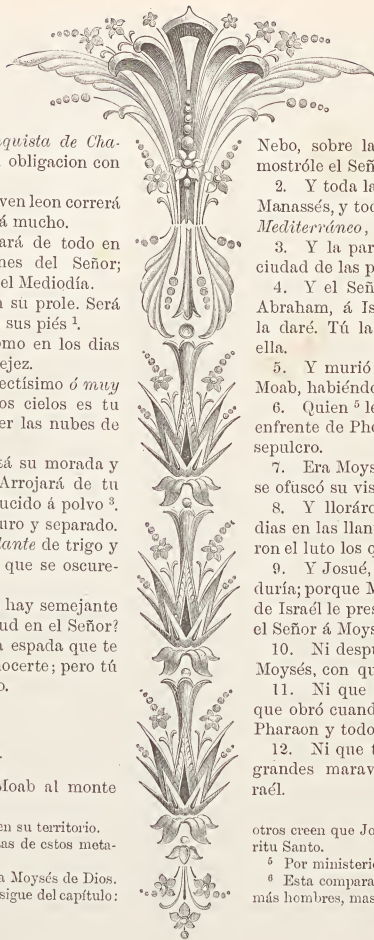 nquista de Cha-
obligacion con
ven leon correrá
á mucho.
ará de todo en
nes del Señor;
el Mediodía.
n su prole. Será
sus piés ¹.
omo en los dias
ejez.
ectísimo ó muy
os cielos es tu
er las nubes de
tá su morada y
Arrojará de tu
ucido á polvo ³.
uro y separado.
dante de trigo y
que se oscure-
hay semejante
ud en el Señor?
a espada que te
nocerte; pero tú
o.
Moab al monte
en su territorio.
as de estos meta-
a Moysés de Dios.
sigue del capítulo:
Nebo, sobre la
mostróle el Señ
2. Y toda la
Manassés, y tod
Mediterráneo,
3. Y la par
ciudad de las p
4. Y el Señ
Abraham, á Is
la daré. Tú la
ella.
5. Y murió
Moab, habiéndo
6. Quien ⁵ le
enfrente de Pho
sepulcro.
7. Era Moys
se ofuscó su vis
8. Y lloráro
dias en las llan
ron el luto los q
9. Y Josué,
duría; porque M
de Israél le pres
el Señor á Moys
10. Ni despu
Moysés, con qu
11. Ni que
que obró cuand
Pharaon y todo
12. Ni que t
grandes marav
raél.
otros creen que Jo
ritu Santo.
⁵ Por ministerio
⁶ Esta compara
más hombres, mas